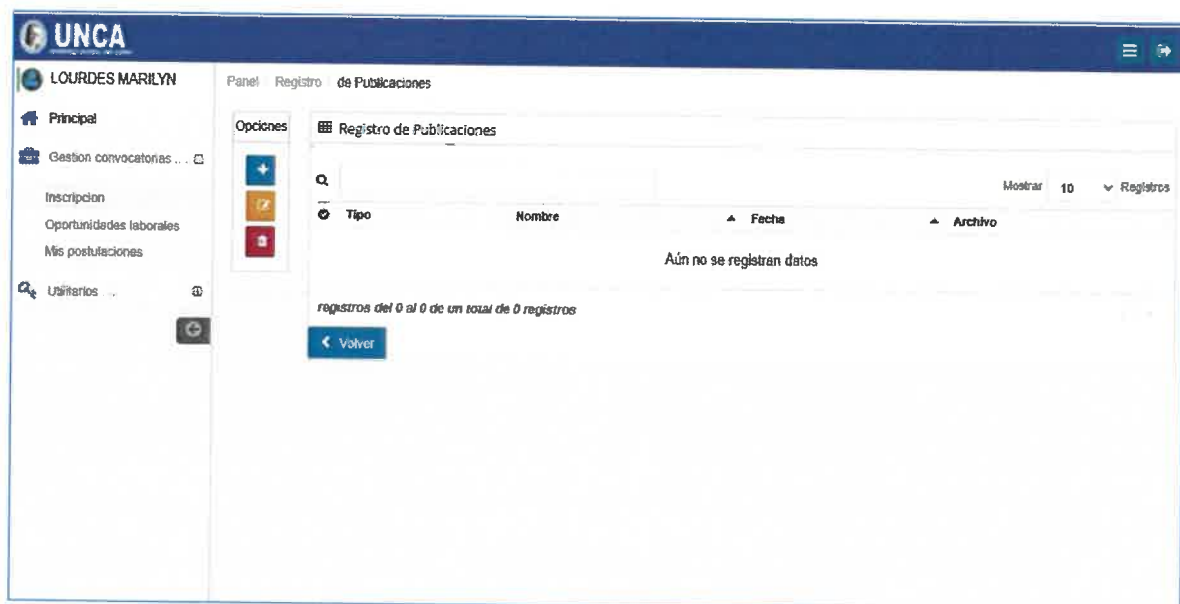 UNCA
LOURDES MARILYN
Panel Registro de Publicaciones
Principal
Gestion convocatorias ...
Inscripcion
Oportunidades laborales
Mis postulaciones
Utilitarios ...
Opciones
Registro de Publicaciones
Mostrar 10 Registros
Tipo Nombre Fecha Archivo
Aún no se registran datos
registros del 0 al 0 de un total de 0 registros
Volver